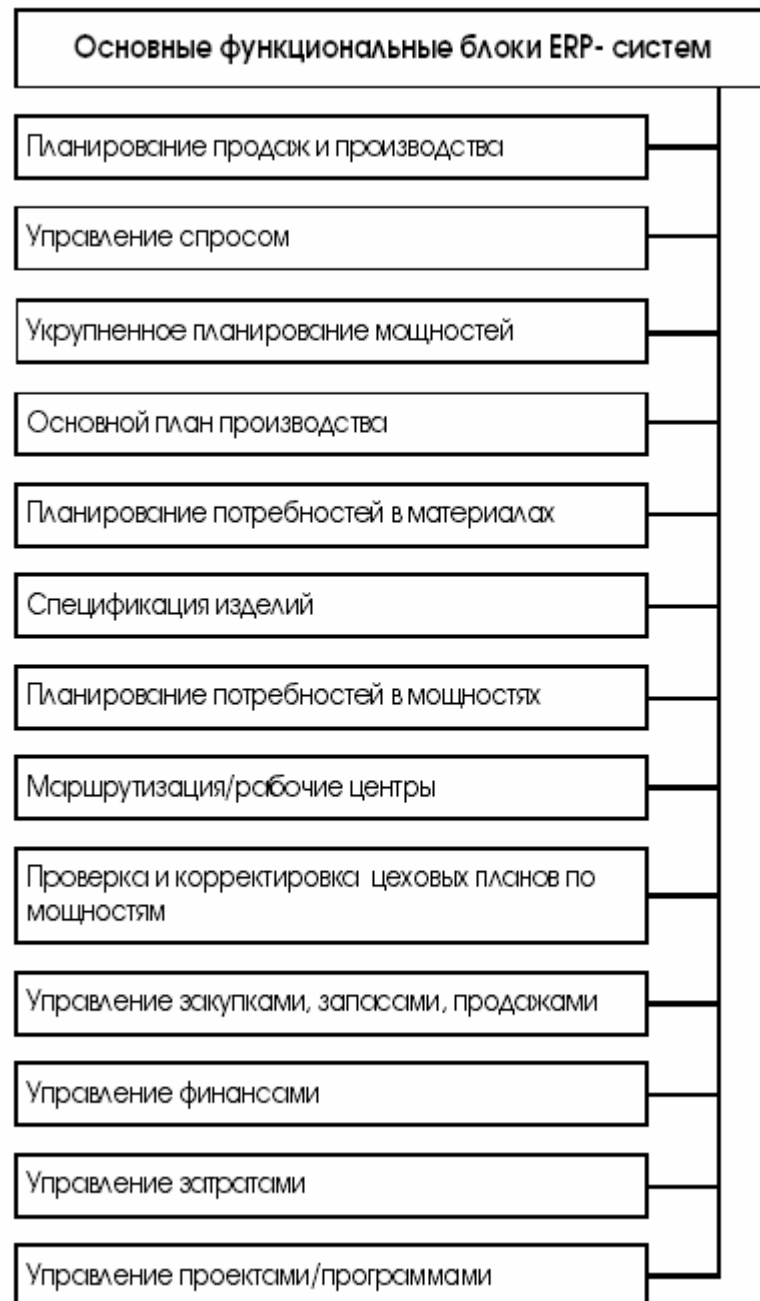 Основные функциональные блоки ERP- систем
Планирование продаж и производства
Управление спросом
Укрупненное планирование мощностей
Основной план производства
Планирование потребностей в материалах
Спецификация изделий
Планирование потребностей в мощностях
Маршрутизация/рабочие центры
Проверка и корректировка цеховых планов по
мощностям
Управление закупками, запасами, продажами
Управление финансами
Управление затратами
Управление проектами/программами